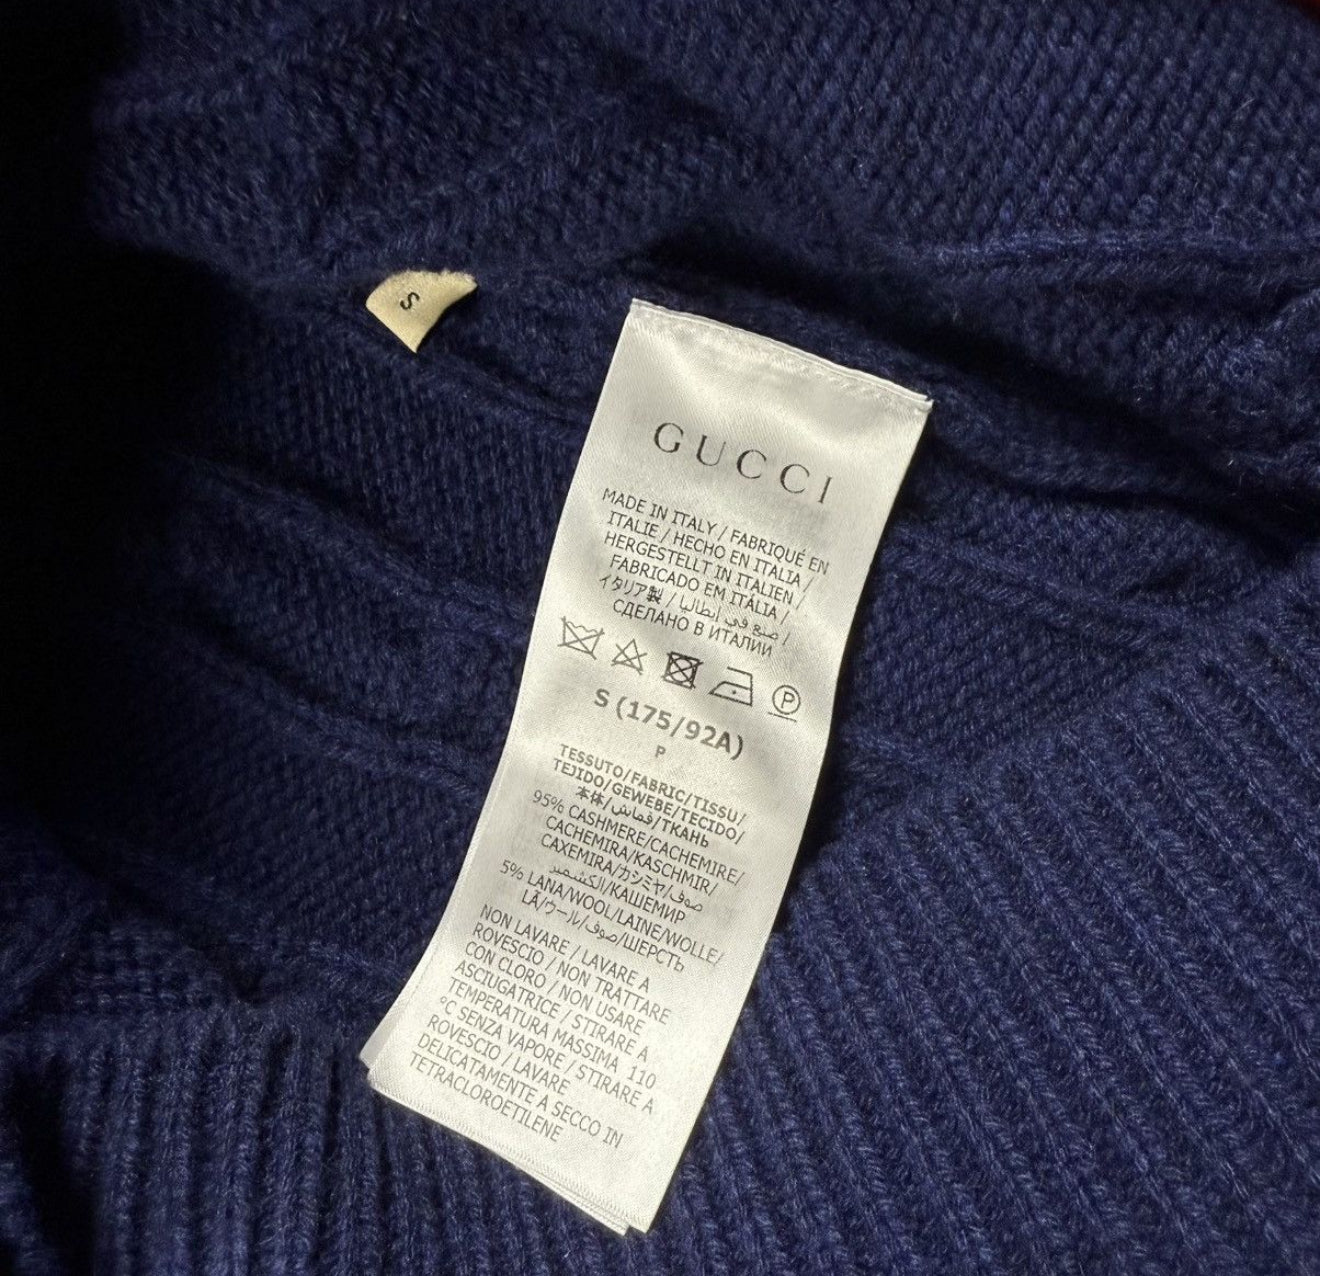 S
GUCCI
MADE IN ITALY / FABRIQUÉ EN
ITALIE / HECHO EN ITALIA /
HERGESTELLT IN ITALIEN /
FABRICADO EM ITÁLIA /
イタリア製 / صنع في إيطاليا /
СДЕЛАНО В ИТАЛИИ
P
S (175/92A)
P
TESSUTO/FABRIC/TISSU/
TEJIDO/GEWEBE/TECIDO/
本体/قماش/ТКАНЬ
95% CASHMERE/CACHEMIRE/
CACHEMIRA/KASCHMIR/
CAXEMIRA/カシミヤ/صوف
الكشمير/КАШЕМИР
5% LANA/WOOL/LAINE/WOLLE/
LÃ/ウール/صوف/ШЕРСТЬ
NON LAVARE / LAVARE A
ROVESCIO / NON TRATTARE
CON CLORO / NON USARE
ASCIUGATRICE / STIRARE A
TEMPERATURA MASSIMA 110
°C SENZA VAPORE / STIRARE A
ROVESCIO / LAVARE
DELICATAMENTE A SECCO IN
TETRACLOROETILENE